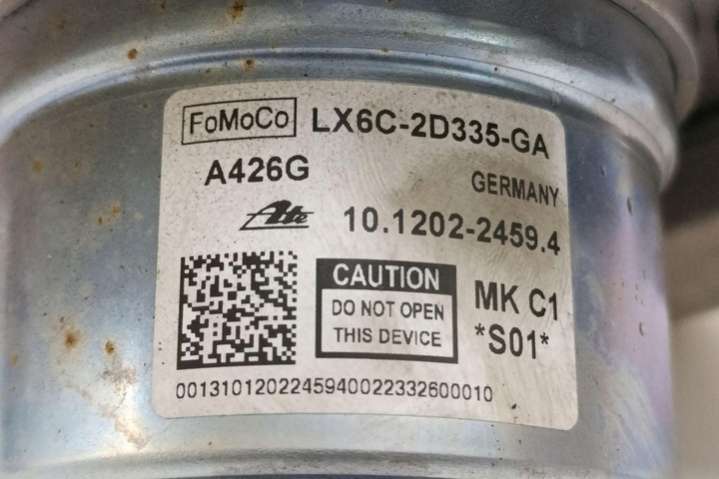 FoMoCo LX6C-2D335-GA
A426G GERMANY
Ate 10.1202-2459.4
CAUTION
DO NOT OPEN
THIS DEVICE
MK C1
*S01*
0013101202245940022332600010